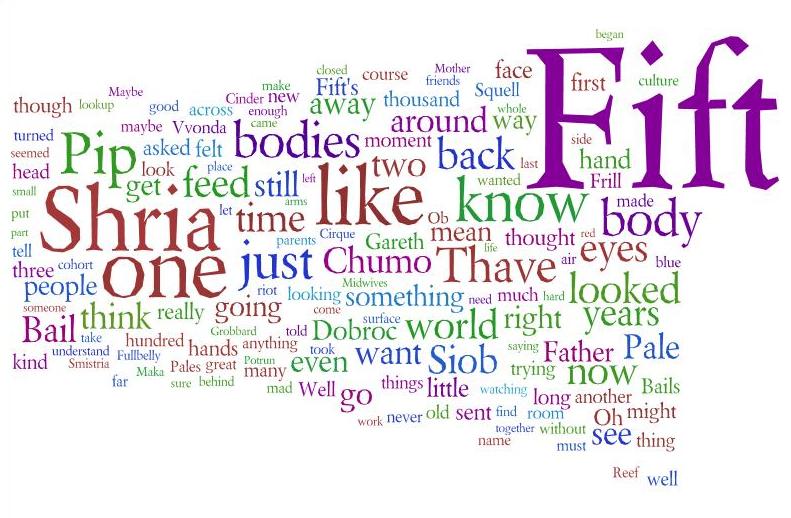 began
Fift
closed
course
Mother
friends
face
first
culture
Maybe
make
Fift's
Squell
though
lookup
good
across
Cinder
new
enough
away
thousand
whole
turned
maybe
Vvonda
came
bodies
around
way
seemed
Pip
asked
felt
moment
side
head
look
place
two
back
last
hand
small
get
feed
still
left
like
wanted
Frill
put
Shria
let
time
arms
Ob
know
made
body
part
parents
Cirque
Gareth
mean
life
thought
red
eyes
tell
three
cohort
one
just
Chumo
Thave
air
blue
people
riot
looking
Midwives
something
need
much
hard
looked
someone
think
really
going
come
surface
world
right
years
Bail
take
Grobbard
told
Dobroc
saying
kind
understand
Fullbelly
hundred
hands
anything
took
even
want
Siob
Father
Pale
Smistria
Maka
Pales
great
Potrun
many
trying
now
far
sure
behind
mad
Well
go
things
little
watching
long
another
Bails
work
never
old
sent
find
room
Oh
might
together
without
name
must
see
thing
Reef
well